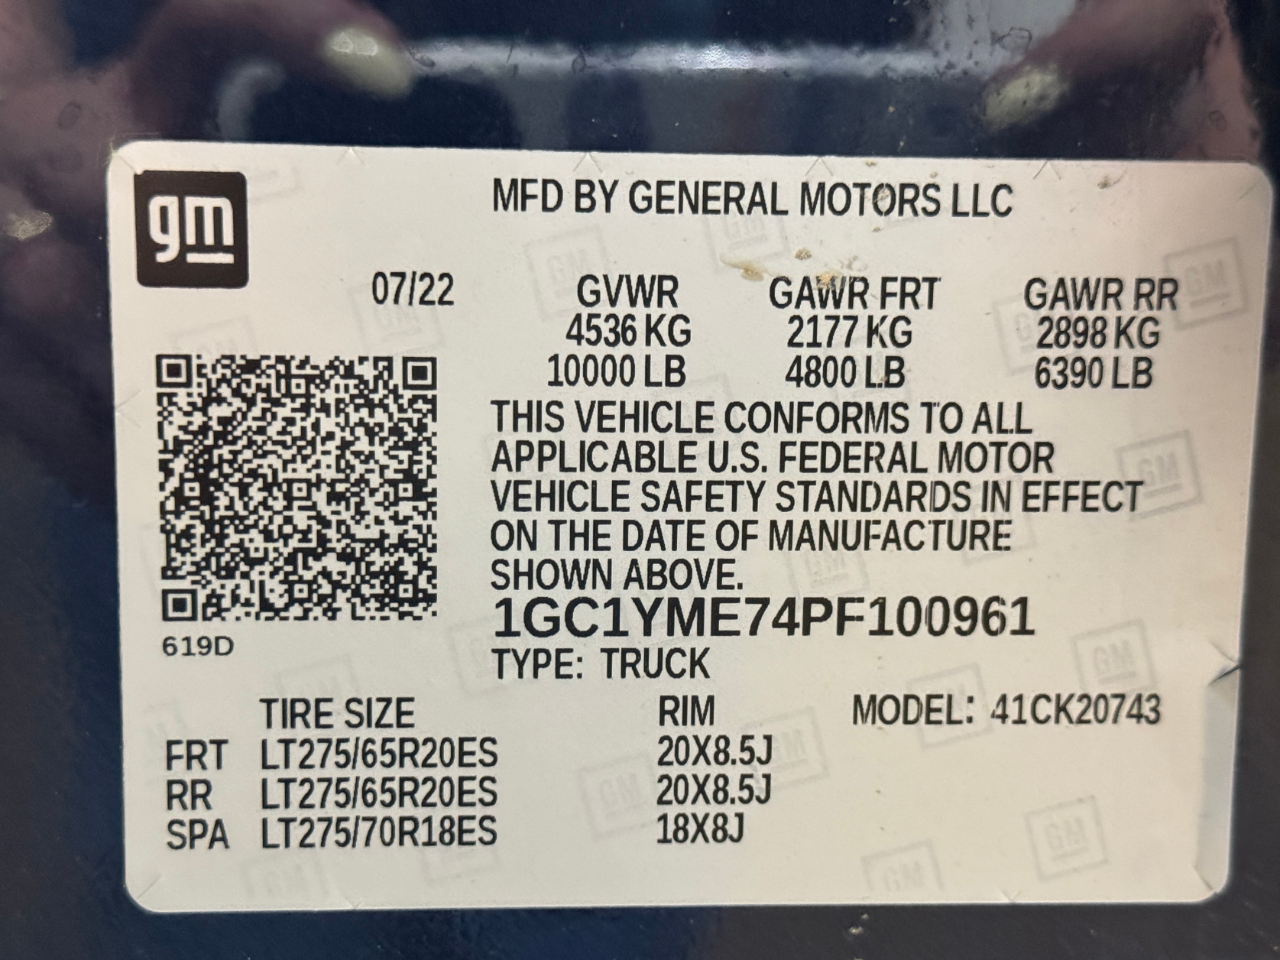 gm
MFD BY GENERAL MOTORS LLC
07/22 GVWR GAWR FRT GAWR RR
4536 KG 2177 KG 2898 KG
10000 LB 4800 LB 6390 LB
THIS VEHICLE CONFORMS TO ALL
APPLICABLE U.S. FEDERAL MOTOR
VEHICLE SAFETY STANDARDS IN EFFECT
ON THE DATE OF MANUFACTURE
SHOWN ABOVE.
1GC1YME74PF100961
619D
TYPE: TRUCK
TIRE SIZE RIM MODEL: 41CK20743
FRT LT275/65R20ES 20X8.5J
RR LT275/65R20ES 20X8.5J
SPA LT275/70R18ES 18X8J